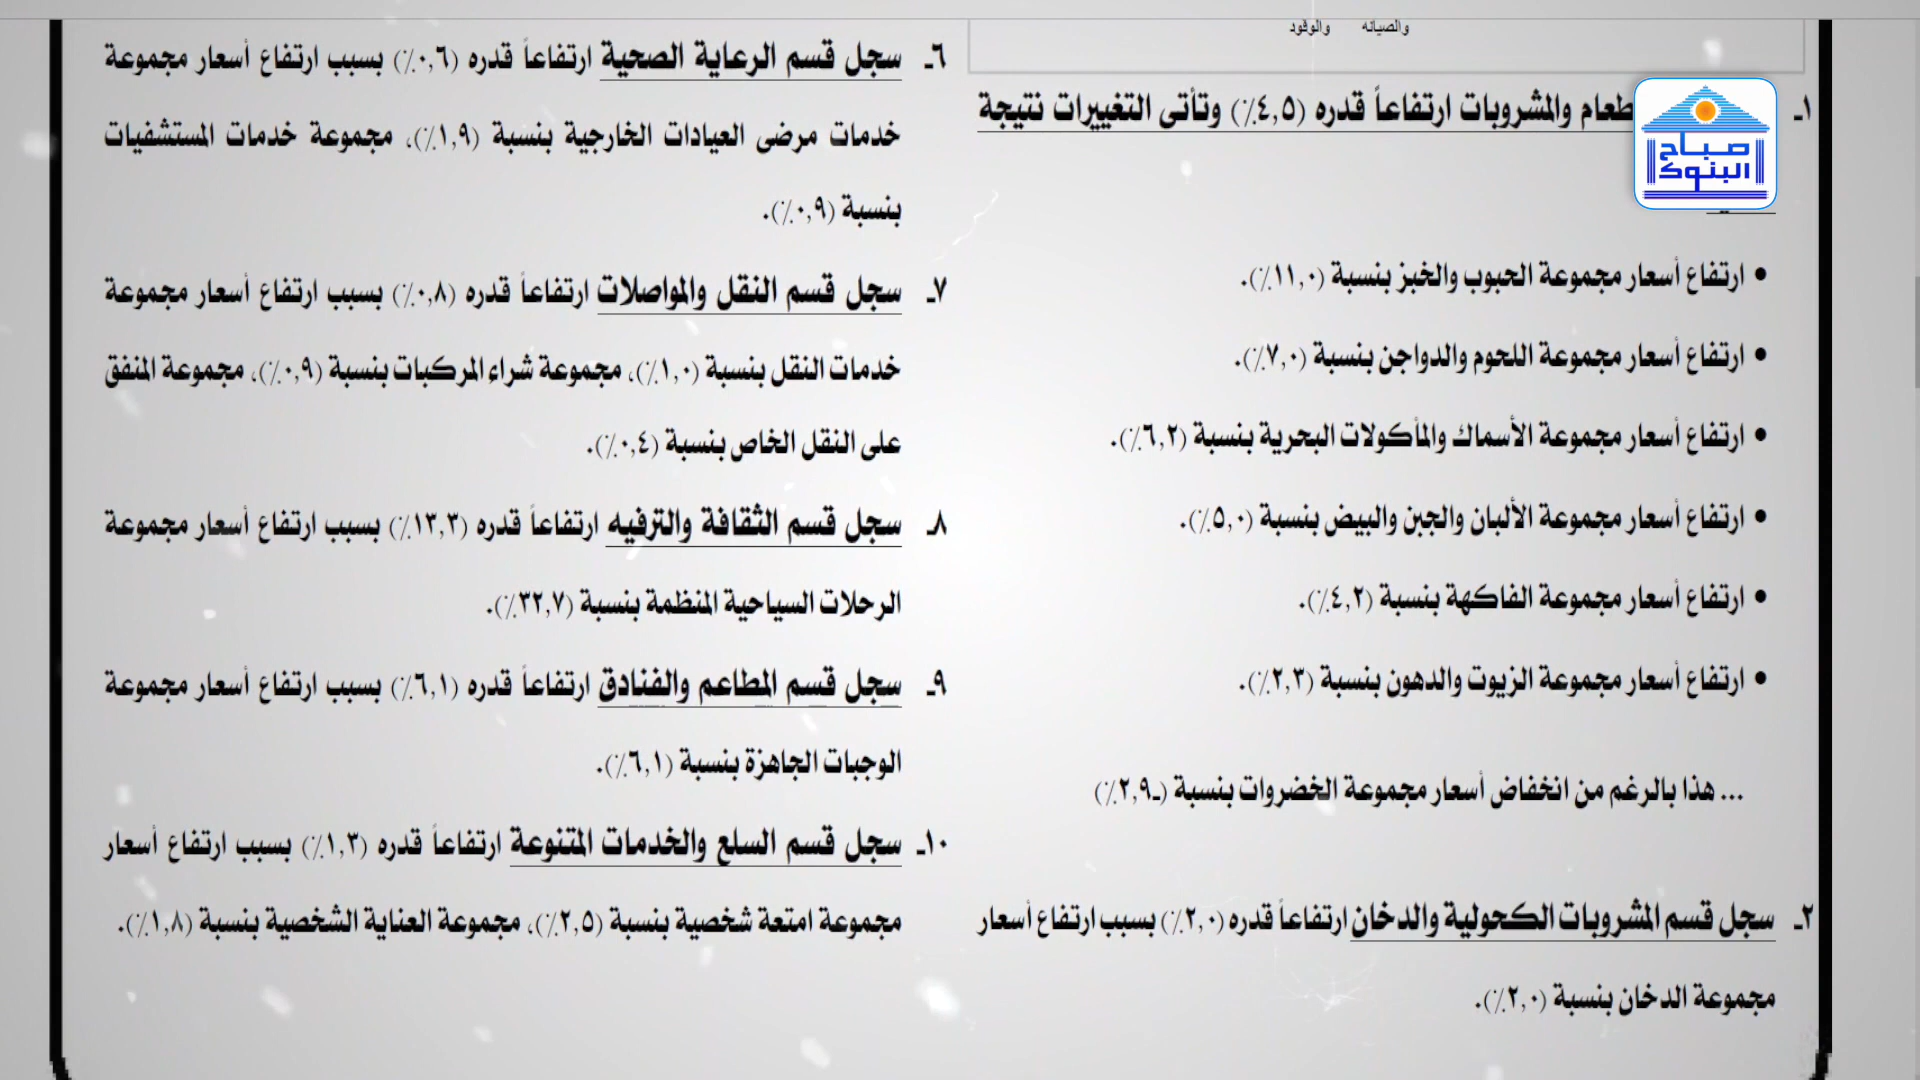 والصيانه والوقود
١ـ طعام والمشروبات ارتفاعاً قدره (٤,٥٪) وتأتى التغييرات نتيجة
• ارتفاع أسعار مجموعة الحبوب والخبز بنسبة (١١,٠٪).
• ارتفاع أسعار مجموعة اللحوم والدواجن بنسبة (٧,٠٪).
• ارتفاع أسعار مجموعة الأسماك والمأكولات البحرية بنسبة (٦,٢٪).
• ارتفاع أسعار مجموعة الألبان والجبن والبيض بنسبة (٥,٠٪).
• ارتفاع أسعار مجموعة الفاكهة بنسبة (٤,٢٪).
• ارتفاع أسعار مجموعة الزيوت والدهون بنسبة (٢,٣٪).
... هذا بالرغم من انخفاض أسعار مجموعة الخضروات بنسبة (ـ٢,٩٪)
٢ـ سجل قسم المشروبات الكحولية والدخان ارتفاعاً قدره (٢,٠٪) بسبب ارتفاع أسعار
مجموعة الدخان بنسبة (٢,٠٪).
٦ـ سجل قسم الرعاية الصحية ارتفاعاً قدره (٠,٦٪) بسبب ارتفاع أسعار مجموعة
خدمات مرضى العيادات الخارجية بنسبة (١,٩٪)، مجموعة خدمات المستشفيات
بنسبة (٠,٩٪).
٧ـ سجل قسم النقل والمواصلات ارتفاعاً قدره (٠,٨٪) بسبب ارتفاع أسعار مجموعة
خدمات النقل بنسبة (١,٠٪)، مجموعة شراء المركبات بنسبة (٠,٩٪)، مجموعة المنفق
على النقل الخاص بنسبة (٠,٤٪).
٨ـ سجل قسم الثقافة والترفيه ارتفاعاً قدره (١٣,٣٪) بسبب ارتفاع أسعار مجموعة
الرحلات السياحية المنظمة بنسبة (٣٢,٧٪).
٩ـ سجل قسم المطاعم والفنادق ارتفاعاً قدره (٦,١٪) بسبب ارتفاع أسعار مجموعة
الوجبات الجاهزة بنسبة (٦,١٪).
١٠ـ سجل قسم السلع والخدمات المتنوعة ارتفاعاً قدره (١,٣٪) بسبب ارتفاع أسعار
مجموعة امتعة شخصية بنسبة (٢,٥٪)، مجموعة العناية الشخصية بنسبة (١,٨٪).
صباح
البنوك